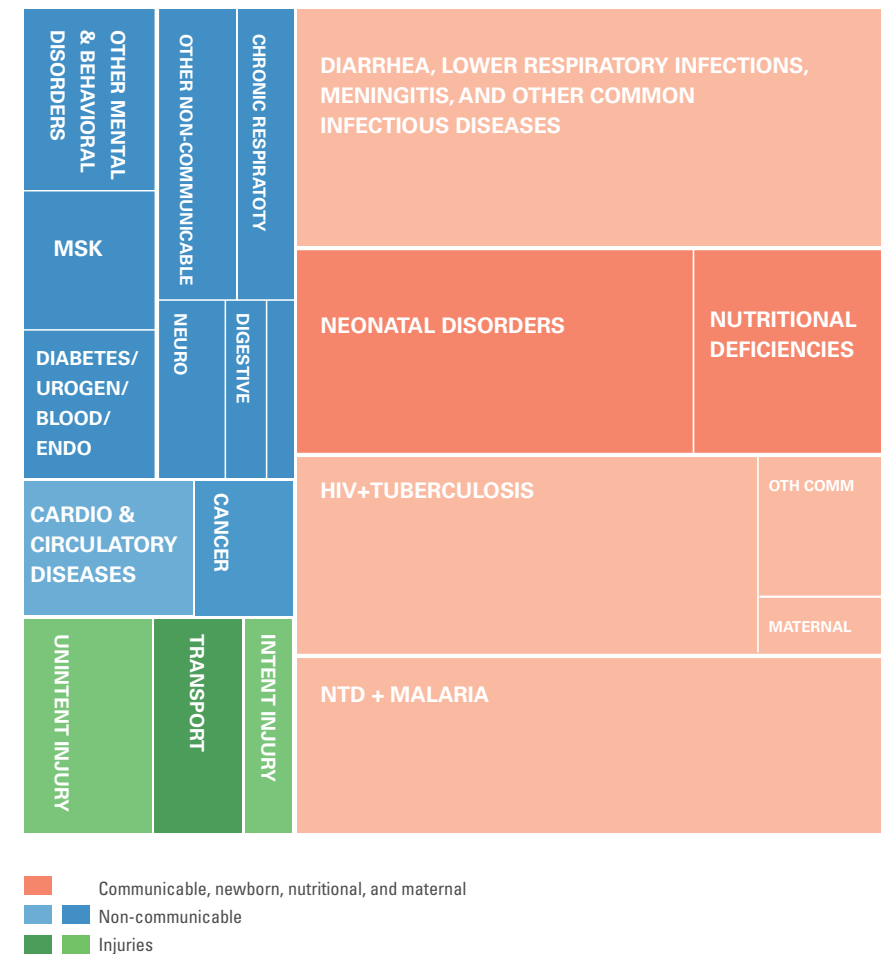 OTHER MENTAL
& BEHAVIORAL
DISORDERS
OTHER NON-COMMUNICABLE
CHRONIC RESPIRATOTY
DIARRHEA, LOWER RESPIRATORY INFECTIONS,
MENINGITIS, AND OTHER COMMON
INFECTIOUS DISEASES
MSK
NEURO
DIGESTIVE
NEONATAL DISORDERS
NUTRITIONAL
DEFICIENCIES
DIABETES/
UROGEN/
BLOOD/
ENDO
CARDIO &
CIRCULATORY
DISEASES
CANCER
HIV+TUBERCULOSIS
OTH COMM
MATERNAL
UNINTENT INJURY
TRANSPORT
INTENT INJURY
NTD + MALARIA
Communicable, newborn, nutritional, and maternal
Non-communicable
Injuries